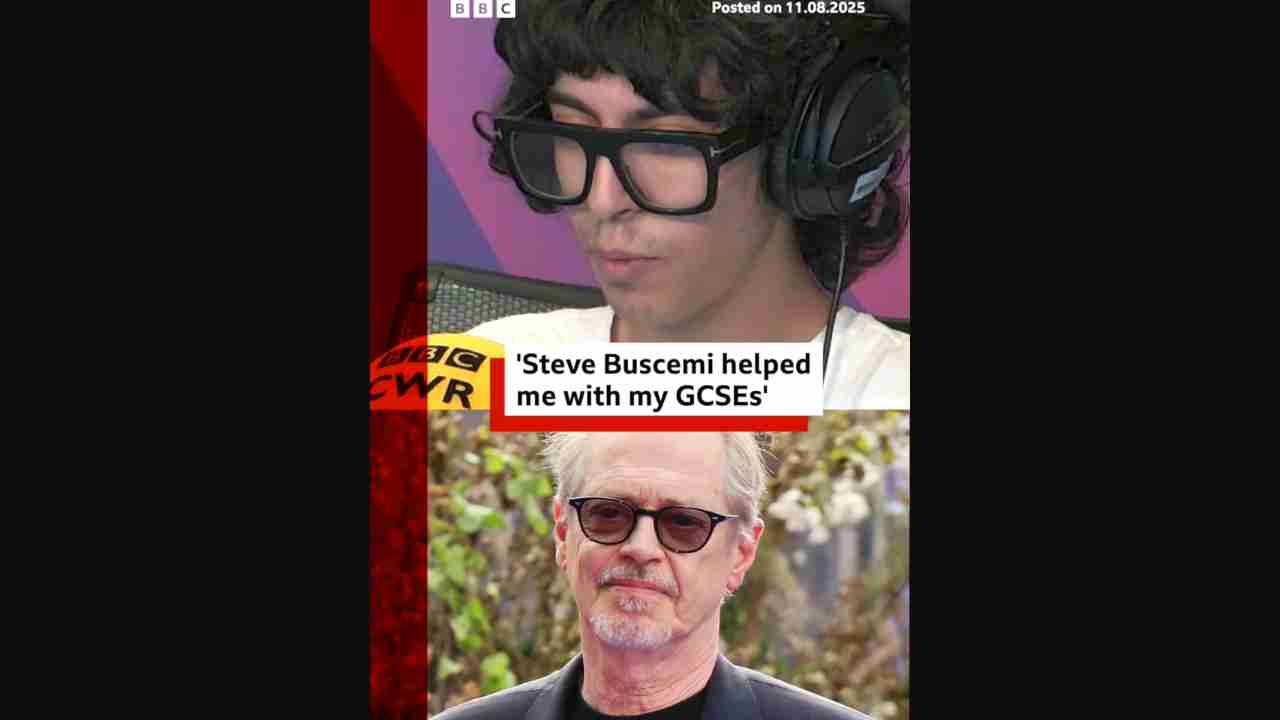 BBC
Posted on 11.08.2025
BBC
CWR
'Steve Buscemi helped
me with my GCSEs'